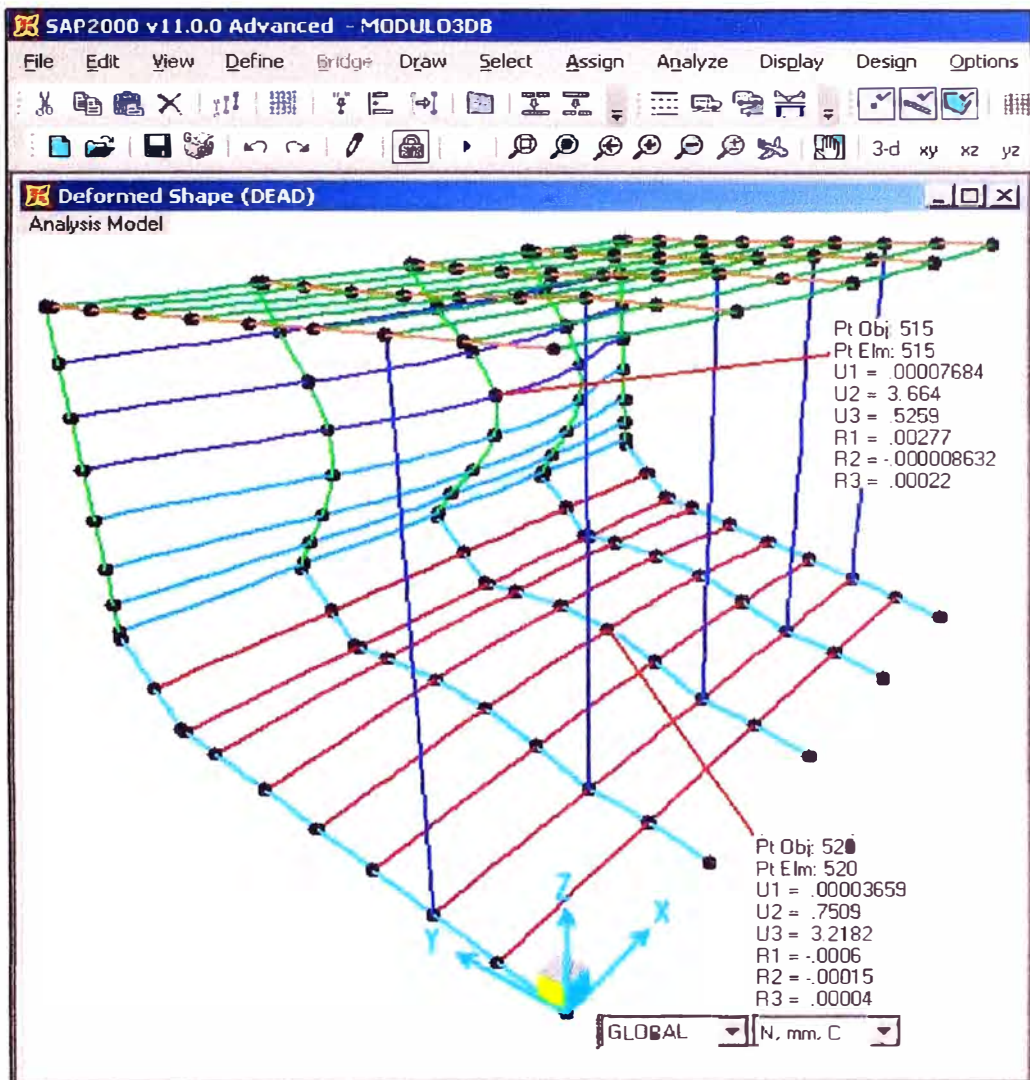 SAP2000 v11.0.0 Advanced - MODULO3DB
File Edit View Define Bridge Draw Select Assign Analyze Display Design Options
3-d xy xz yz
Deformed Shape (DEAD)
Analysis Model
Pt Obj: 515
Pt Elm: 515
U1 = .00007684
U2 = 3.664
U3 = .5259
R1 = .00277
R2 = -.000008632
R3 = .00022
Pt Obj: 520
Pt Elm: 520
U1 = .00003659
U2 = .7509
U3 = 3.2182
R1 = -.0006
R2 = -.00015
R3 = .00004
Z
X
Y
GLOBAL
N, mm, C